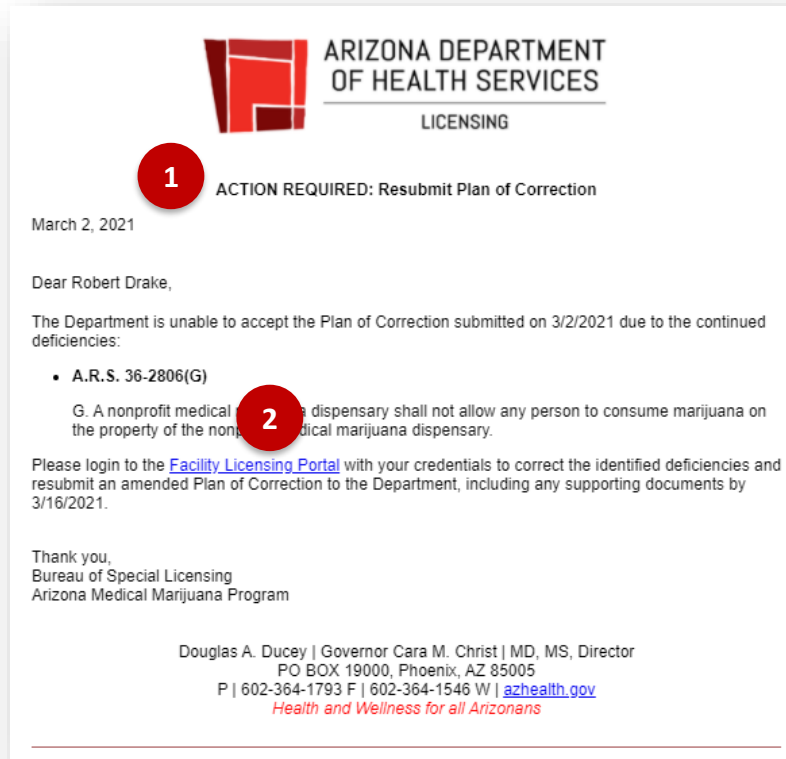 ARIZONA DEPARTMENT
OF HEALTH SERVICES
LICENSING
1
ACTION REQUIRED: Resubmit Plan of Correction
March 2, 2021
Dear Robert Drake,
The Department is unable to accept the Plan of Correction submitted on 3/2/2021 due to the continued
deficiencies:
• A.R.S. 36-2806(G)
G. A nonprofit medical dispensary shall not allow any person to consume marijuana on
2
the property of the marijuana dispensary.
Please login to the Facility Licensing Portal with your credentials to correct the identified deficiencies and
resubmit an amended Plan of Correction to the Department, including any supporting documents by
3/16/2021.
Thank you,
Bureau of Special Licensing
Arizona Medical Marijuana Program
Douglas A. Ducey | Governor Cara M. Christ | MD, MS, Director
PO BOX 19000, Phoenix, AZ 85005
P | 602-364-1793 F | 602-364-1546 W | azhealth.gov
Health and Wellness for all Arizonans